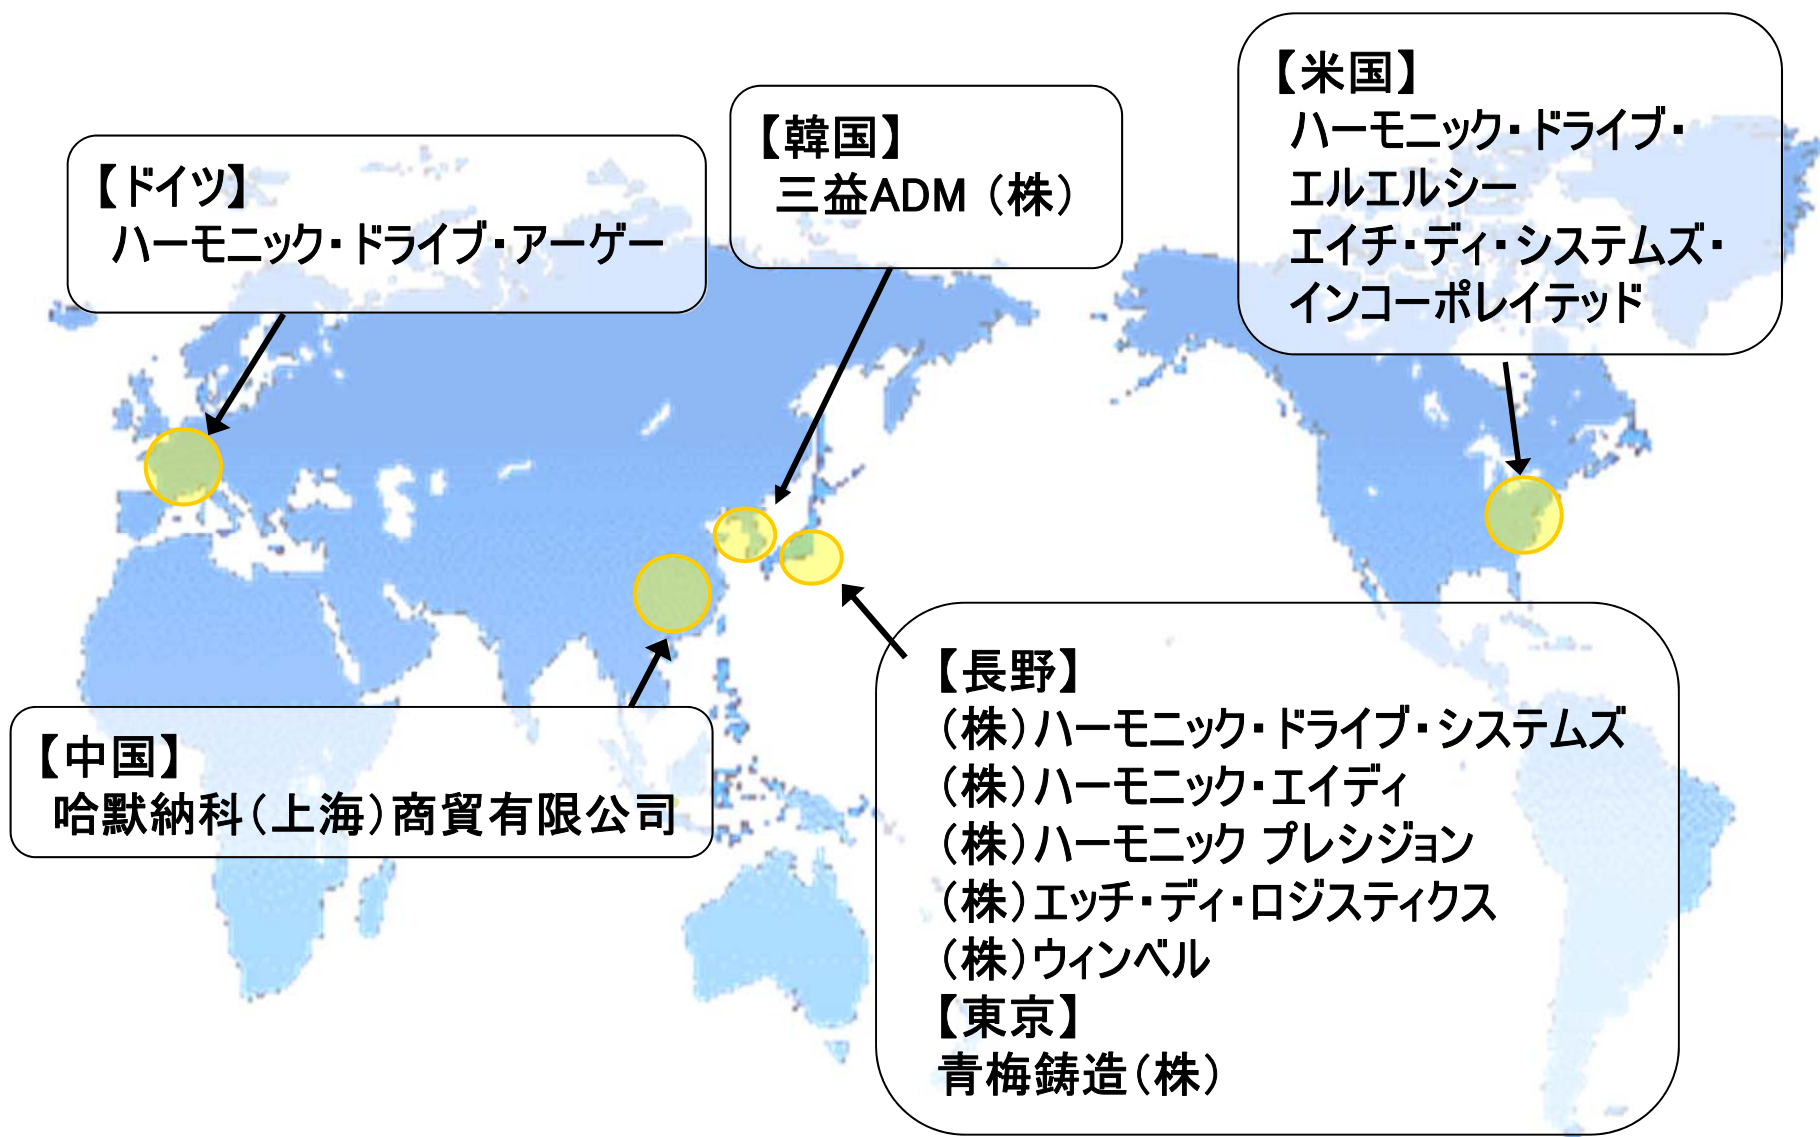 【ドイツ】
ハーモニック・ドライブ・アーゲー
【韓国】
三益ADM（株）
【米国】
ハーモニック・ドライブ・
エルエルシー
エイチ・ディ・システムズ・
インコーポレイテッド
【中国】
哈默納科（上海）商貿有限公司
【長野】
（株）ハーモニック・ドライブ・システムズ
（株）ハーモニック・エイディ
（株）ハーモニック プレシジョン
（株）エッチ・ディ・ロジスティクス
（株）ウィンベル
【東京】
青梅鋳造（株）